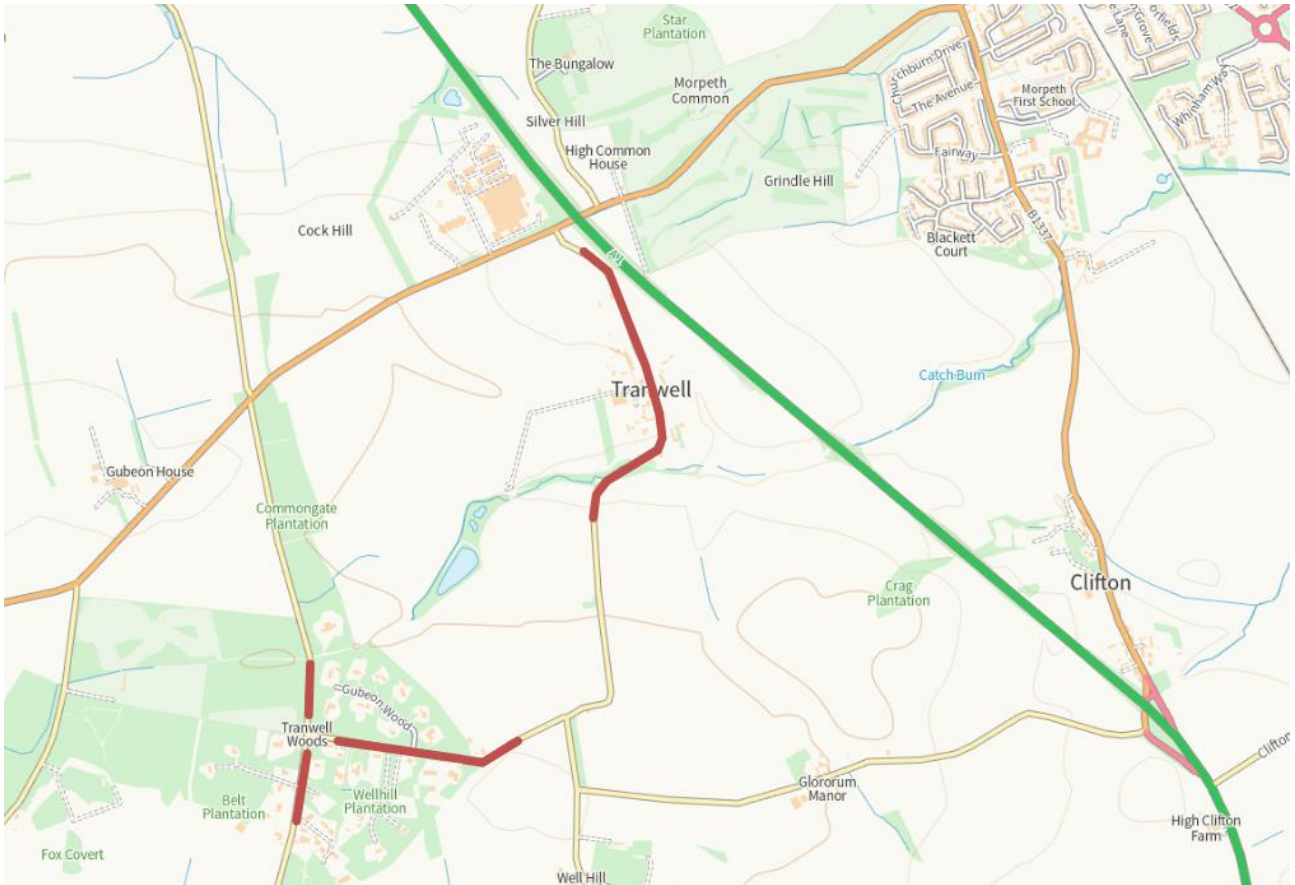 Star
Plantation
The Bungalow
Morpeth
Common
Silver Hill
High Common
House
Grindle Hill
Churchburn Drive
The Avenue
Morpeth
First School
Fairway
Whinham Way
Grove
Lane
B1337
Blackett
Court
Cock Hill
A1
Catch Burn
Tranwell
Gubeon House
Commongate
Plantation
Crag
Plantation
Clifton
Gubeon Wood
Tranwell
Woods
Belt
Plantation
Wellhill
Plantation
Glororum
Manor
Clifton
High Clifton
Farm
Fox Covert
Well Hill